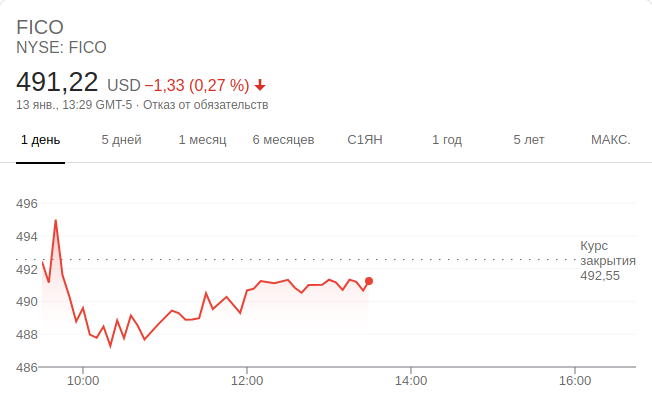 FICO
NYSE: FICO
491,22 USD −1,33 (0,27 %)
13 янв., 13:29 GMT-5 · Отказ от обязательств
1 день 5 дней 1 месяц 6 месяцев С1ЯН 1 год 5 лет МАКС.
496
494
Курс
закрытия
492,55
492
490
488
486
10:00 12:00 14:00 16:00